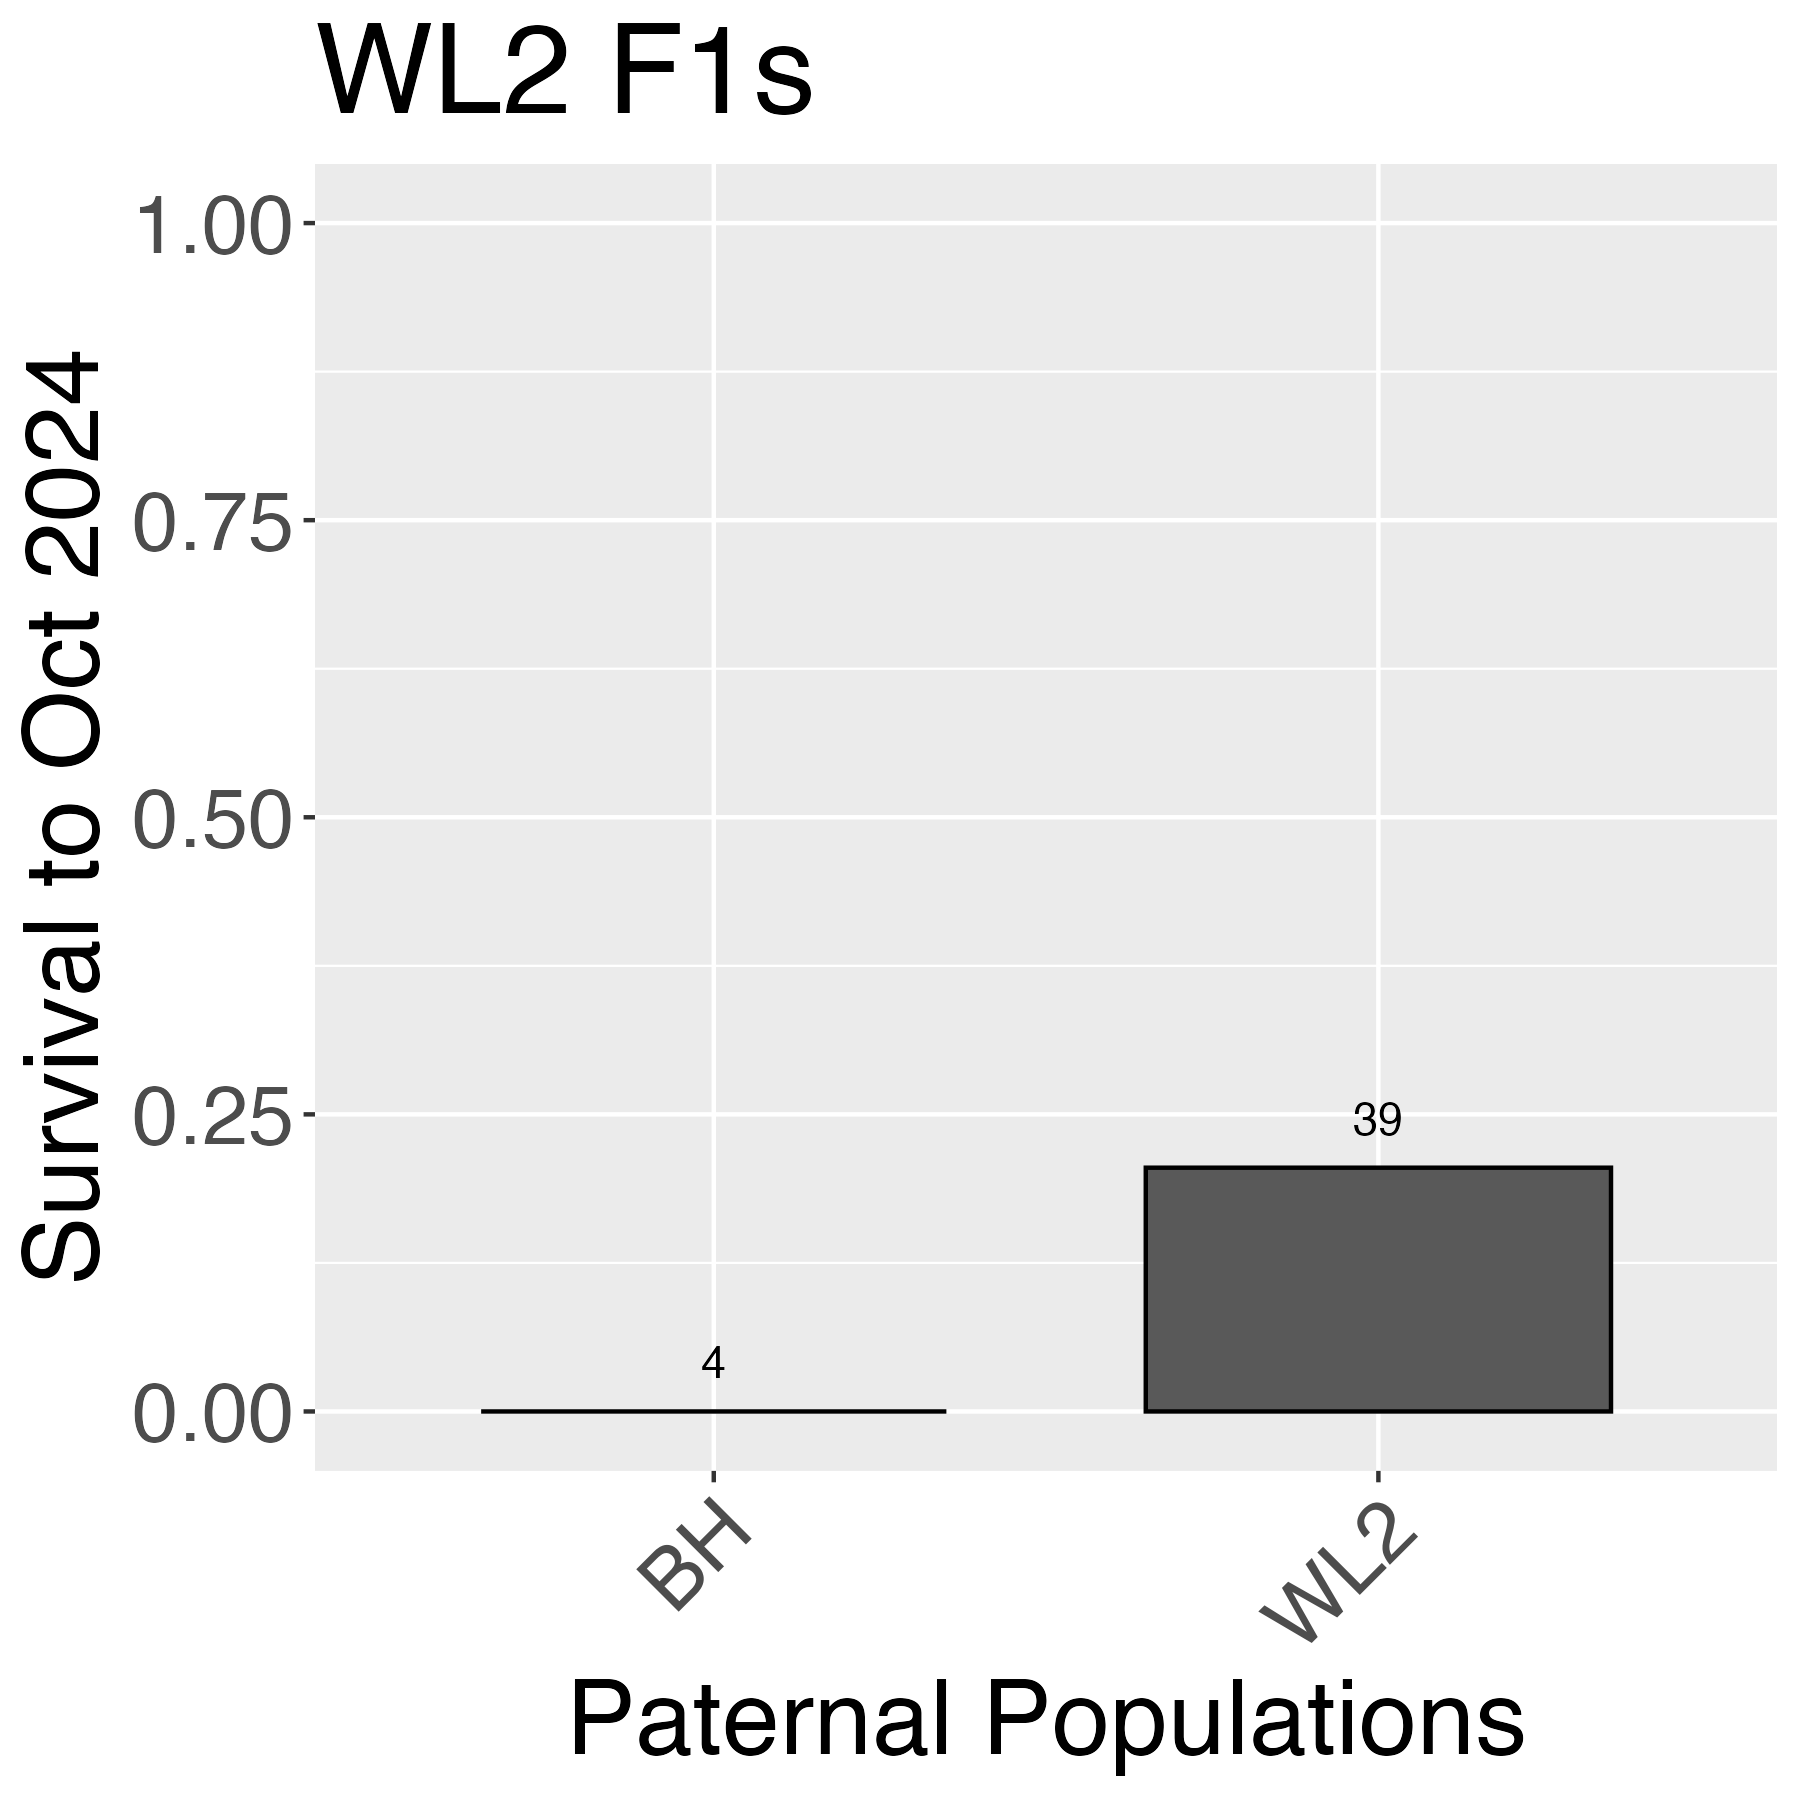 WL2 F1s
Survival to Oct 2024
1.00
0.75
0.50
0.25
0.00
39
4
BH
WL2
Paternal Populations